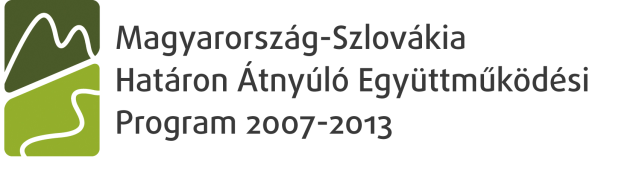 Magyarország-Szlovákia
Határon Átnyúló Együttműködési
Program 2007-2013